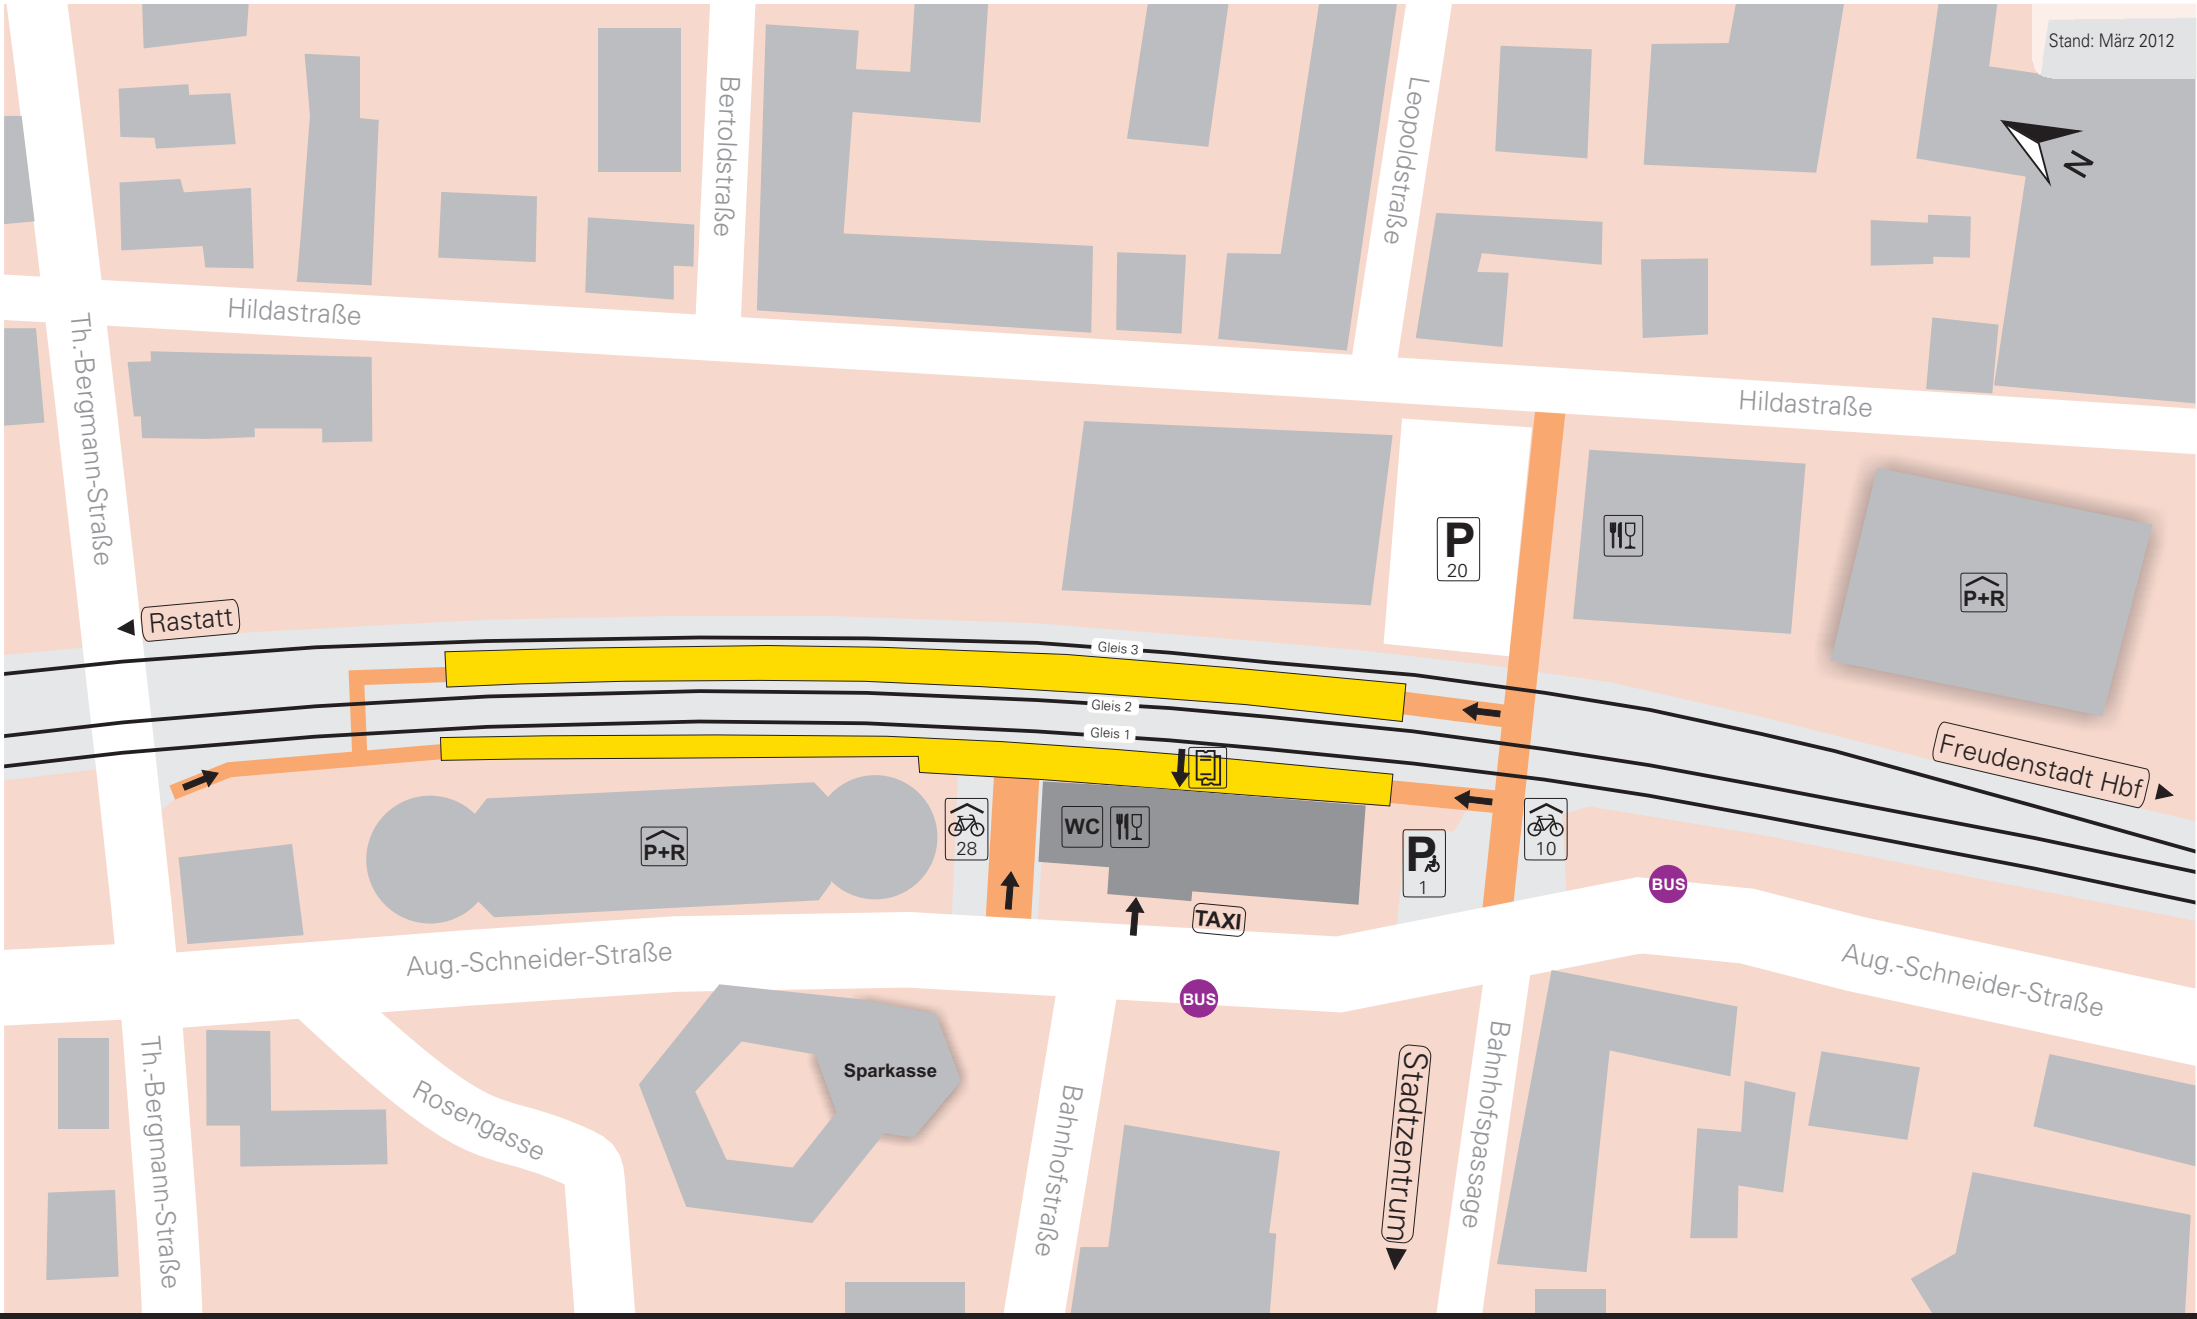 Stand: März 2012
N
Bertoldstraße
Leopoldstraße
Hildastraße
Hildastraße
Th.-Bergmann-Straße
P
20
P+R
Rastatt
Gleis 3
Gleis 2
Gleis 1
Freudenstadt Hbf
P+R
28
WC
P
1
10
BUS
TAXI
Aug.-Schneider-Straße
Aug.-Schneider-Straße
BUS
Sparkasse
Th.-Bergmann-Straße
Rosengasse
Bahnhofstraße
Stadtzentrum
Bahnhofspassage